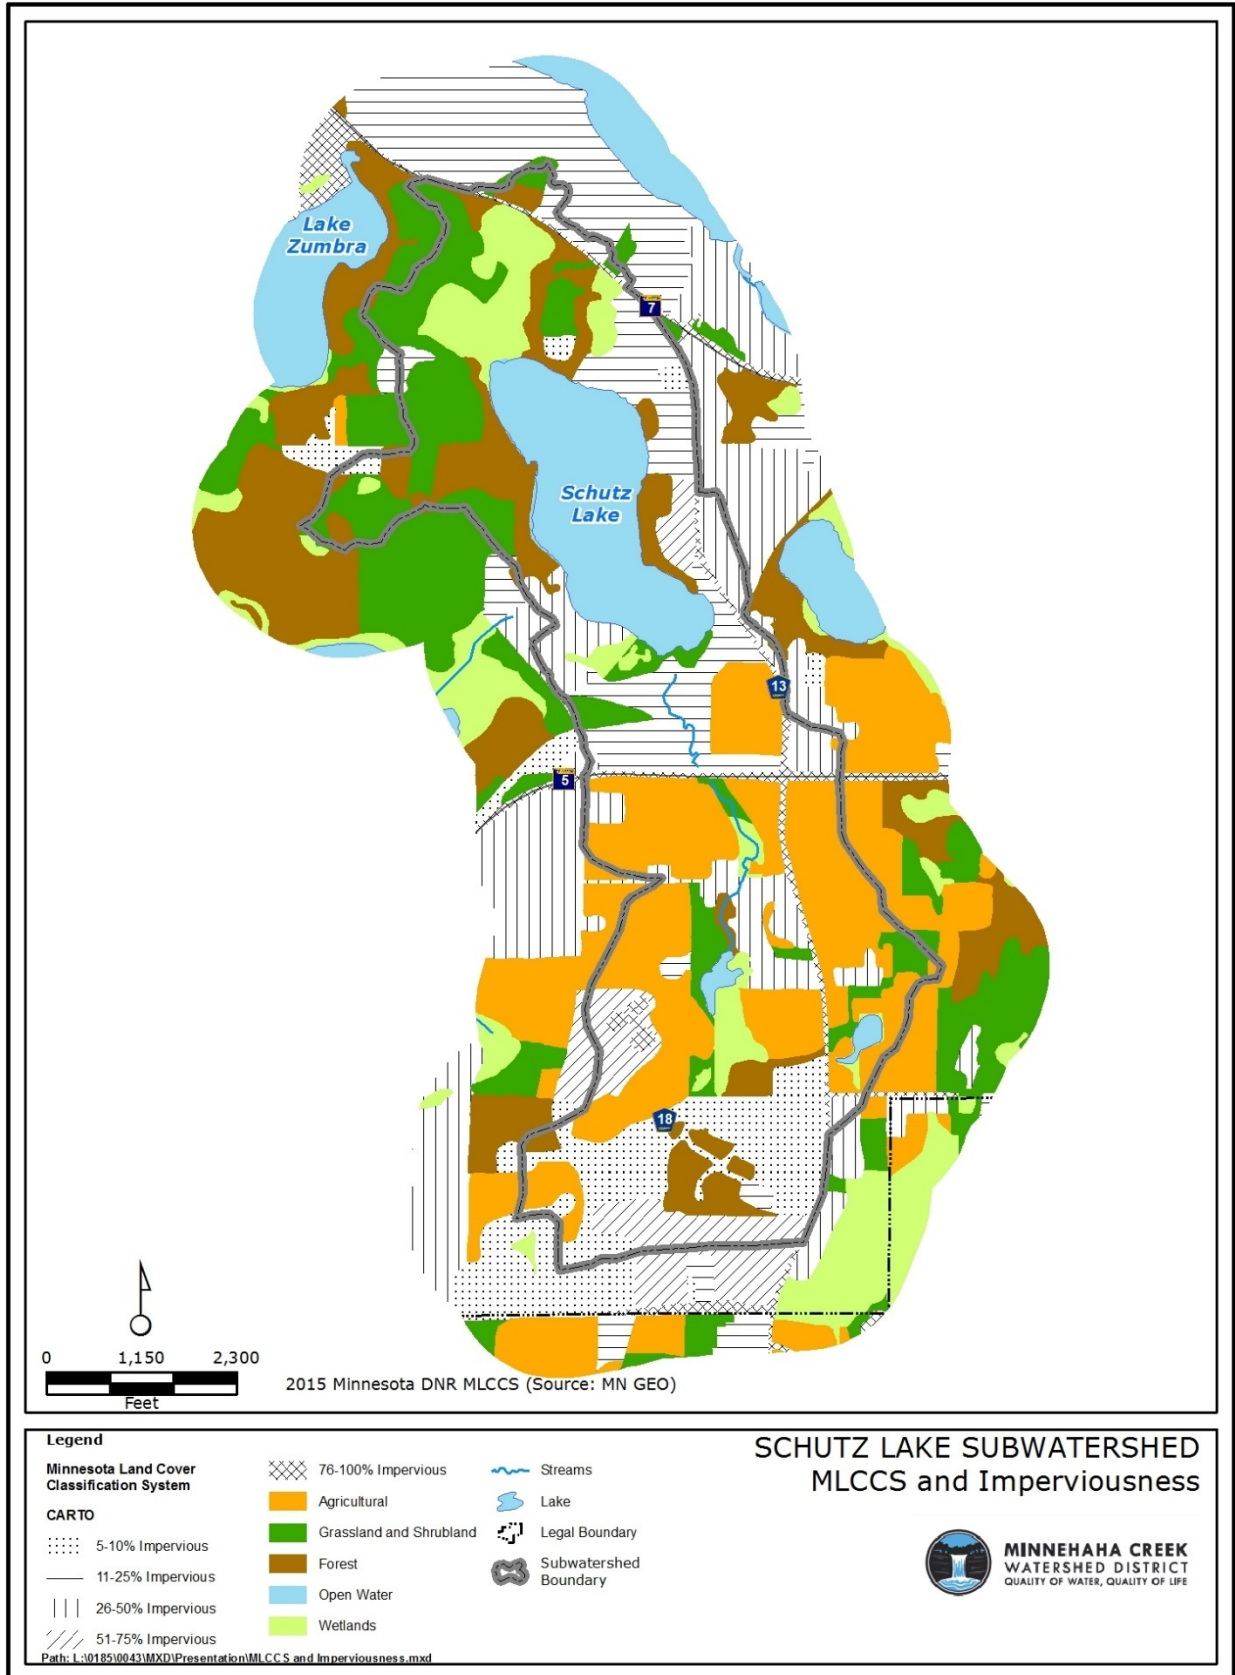 Lake
Zumbra
7
Schutz
Lake
13
5
18
0 1,150 2,300
Feet
2015 Minnesota DNR MLCCS (Source: MN GEO)
Legend
Minnesota Land Cover
Classification System
CARTO
5-10% Impervious
11-25% Impervious
26-50% Impervious
51-75% Impervious
76-100% Impervious
Agricultural
Grassland and Shrubland
Forest
Open Water
Wetlands
Streams
Lake
Legal Boundary
Subwatershed
Boundary
SCHUTZ LAKE SUBWATERSHED
MLCCS and Imperviousness
MINNEHAHA CREEK
WATERSHED DISTRICT
QUALITY OF WATER, QUALITY OF LIFE
Path: L:\0185\0043\MXD\Presentation\MLCCS and Imperviousness.mxd